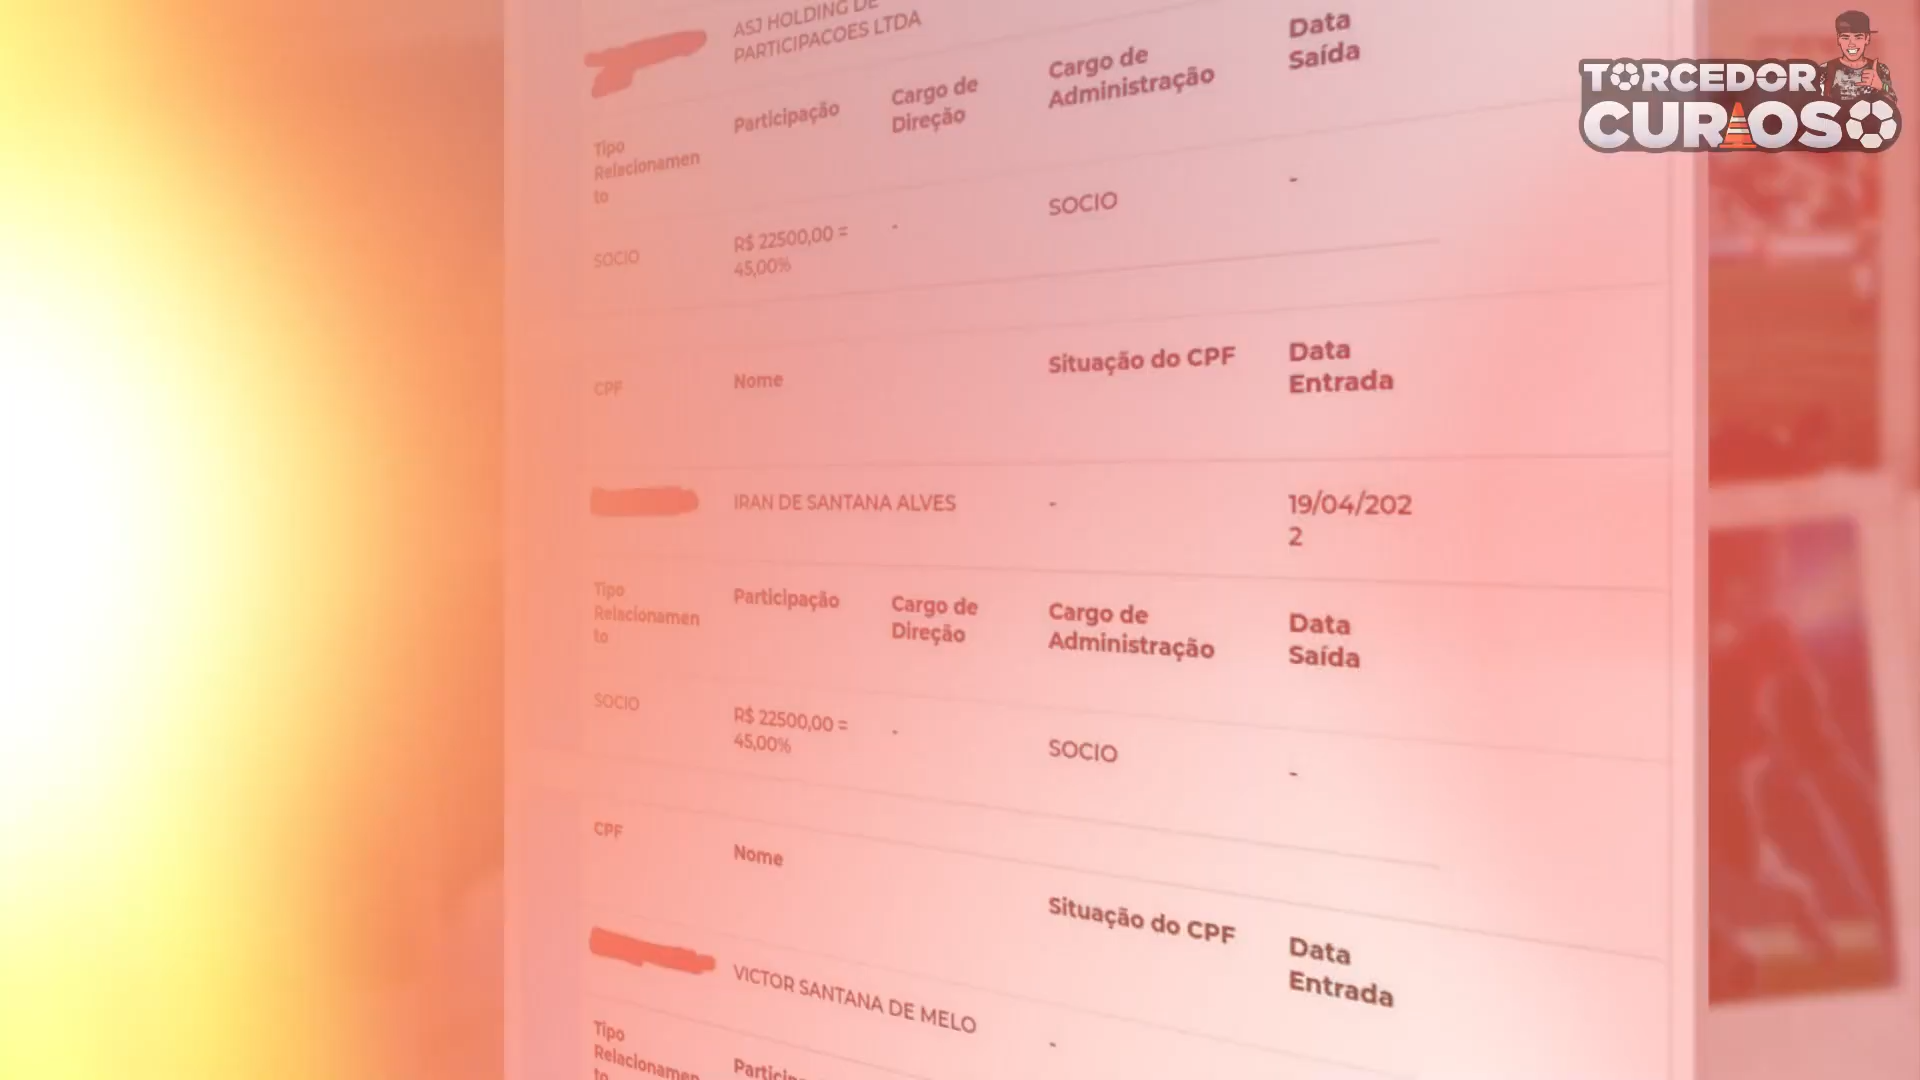 TORCEDOR
CURIOSO
ASJ HOLDING DE
PARTICIPACOES LTDA
Data
Saída
Cargo de
Administração
Cargo de
Direção
Participação
Tipo
Relacionamen
to
SOCIO
R$ 22500,00 =
45,00%
-
SOCIO
-
CPF
Nome
Situação do CPF
Data
Entrada
IRAN DE SANTANA ALVES
-
19/04/202
2
Tipo
Relacionamen
to
Participação
Cargo de
Direção
Cargo de
Administração
Data
Saída
SOCIO
R$ 22500,00 =
45,00%
-
SOCIO
-
CPF
Nome
Situação do CPF
Data
Entrada
VICTOR SANTANA DE MELO
-
Tipo
Relacionamen
to